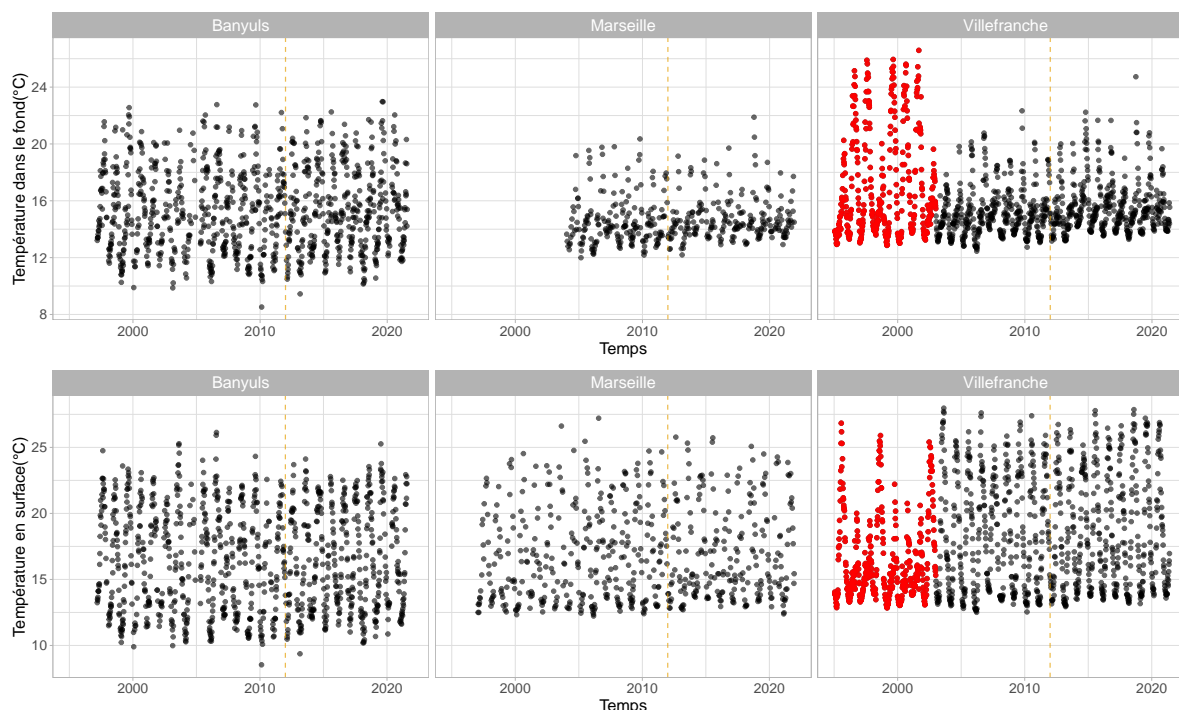 Banyuls Marseille Villefranche
Température dans le fond(°C)
24
20
16
12
8
2000 2010 2020 2000 2010 2020 2000 2010 2020
Temps
Banyuls Marseille Villefranche
Température en surface(°C)
25
20
15
10
2000 2010 2020 2000 2010 2020 2000 2010 2020
Temps